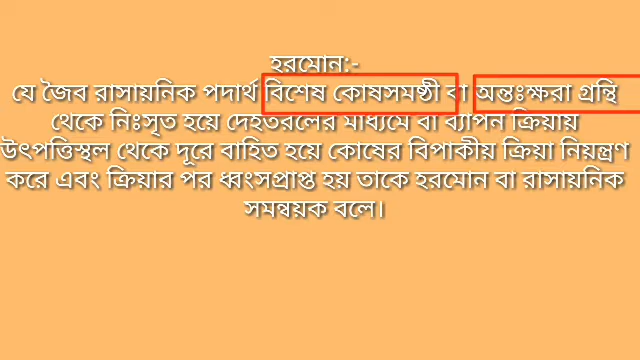 হরমোন:-
যে জৈব রাসায়নিক পদার্থ বিশেষ কোষসমষ্ঠী বা অন্তঃক্ষরা গ্রন্থি
থেকে নিঃসৃত হয়ে দেহতরলের মাধ্যমে বা ব্যাপন ক্রিয়ায়
উৎপত্তিস্থল থেকে দূরে বাহিত হয়ে কোষের বিপাকীয় ক্রিয়া নিয়ন্ত্রণ
করে এবং ক্রিয়ার পর ধ্বংসপ্রাপ্ত হয় তাকে হরমোন বা রাসায়নিক
সমন্বয়ক বলে।